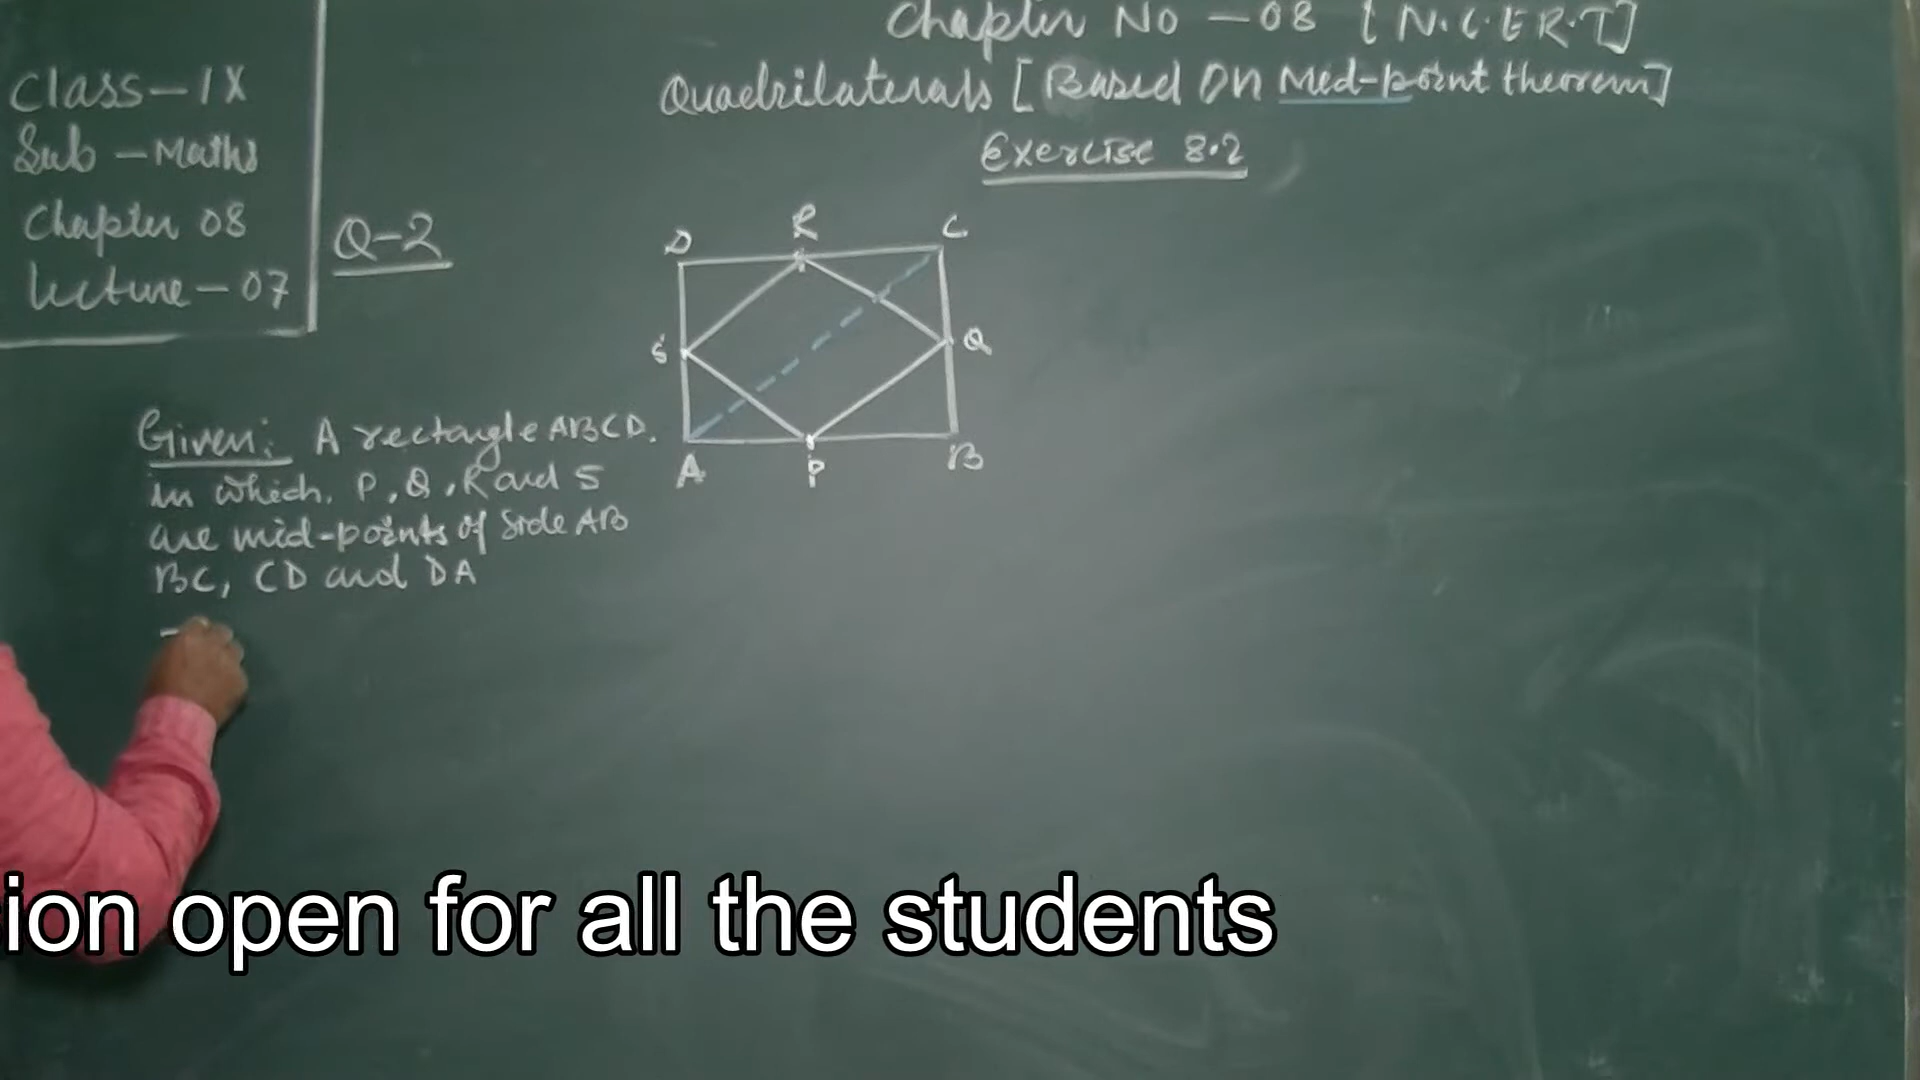 Chapter No - 08 [N.C.E.R.T]
Quadrilaterals [Based On Mid-point theorem]
Exercise 8.2
Class - IX
Sub - Maths
Chapter 08
Lecture - 07
Q-2
D R C
S Q
A P B
Given: A rectangle ABCD.
in which, P, Q, R and S
are mid-points of Side AB
BC, CD and DA
ion open for all the students